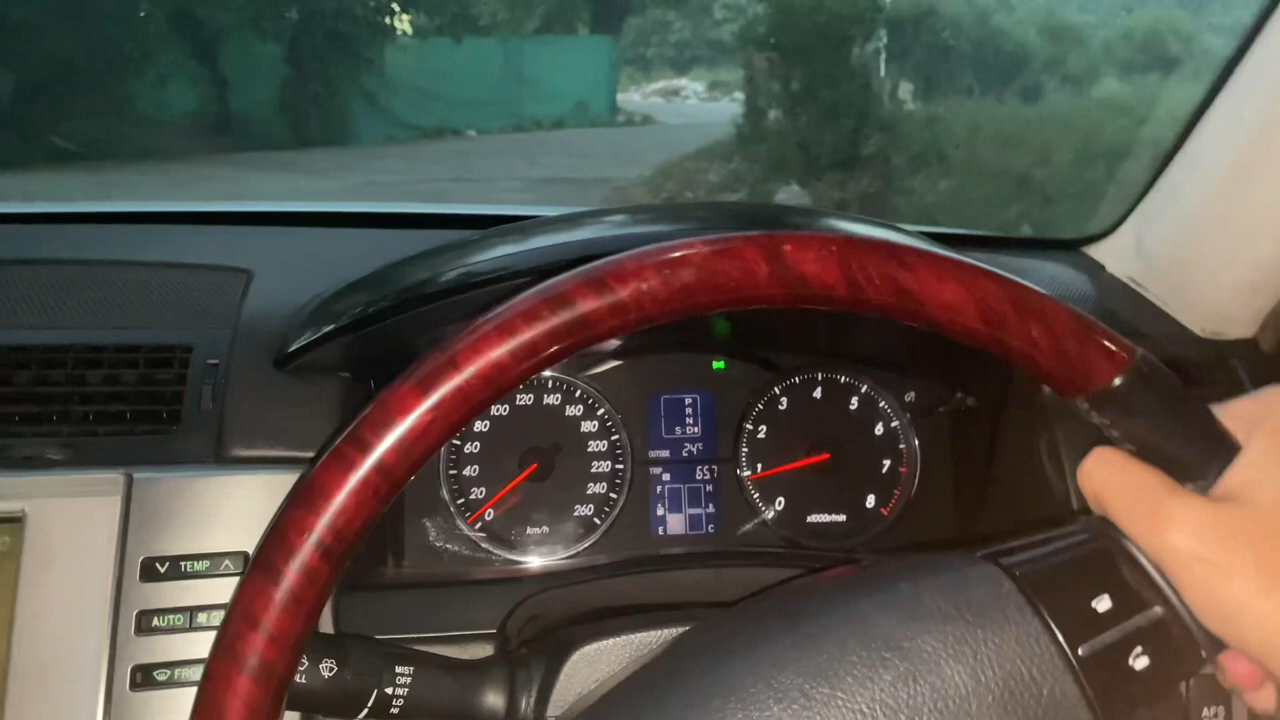 0 20 40 60 80 100 120 140 160 180 200 220 240 260
km/h
P
R
N
S-D
OUTSIDE 24°C
TRIP
65.7
F H
E C
0 1 2 3 4 5 6 7 8
x1000r/min
TEMP
AUTO
FRO
MIST
OFF
INT
LO
HI
AFS